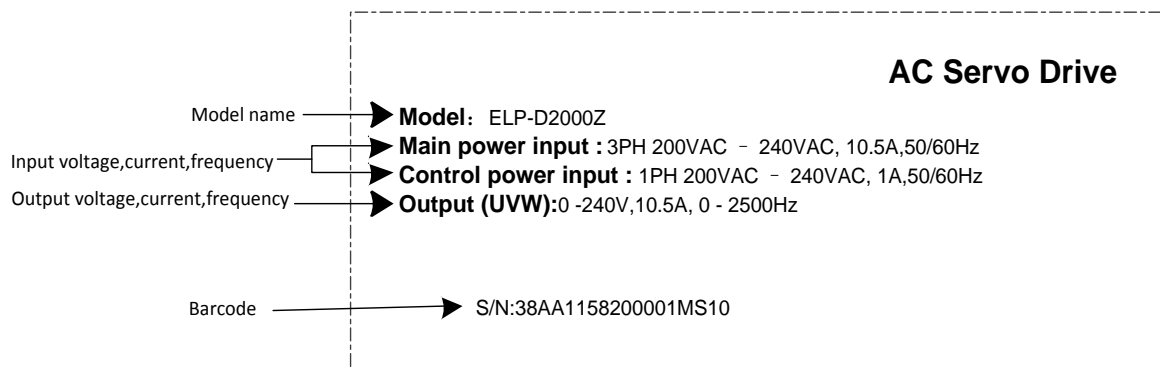 AC Servo Drive
Model name
Model：ELP-D2000Z
Input voltage,current,frequency
Main power input : 3PH 200VAC – 240VAC, 10.5A,50/60Hz
Control power input : 1PH 200VAC – 240VAC, 1A,50/60Hz
Output voltage,current,frequency
Output (UVW):0 -240V,10.5A, 0 - 2500Hz
Barcode
S/N:38AA1158200001MS10